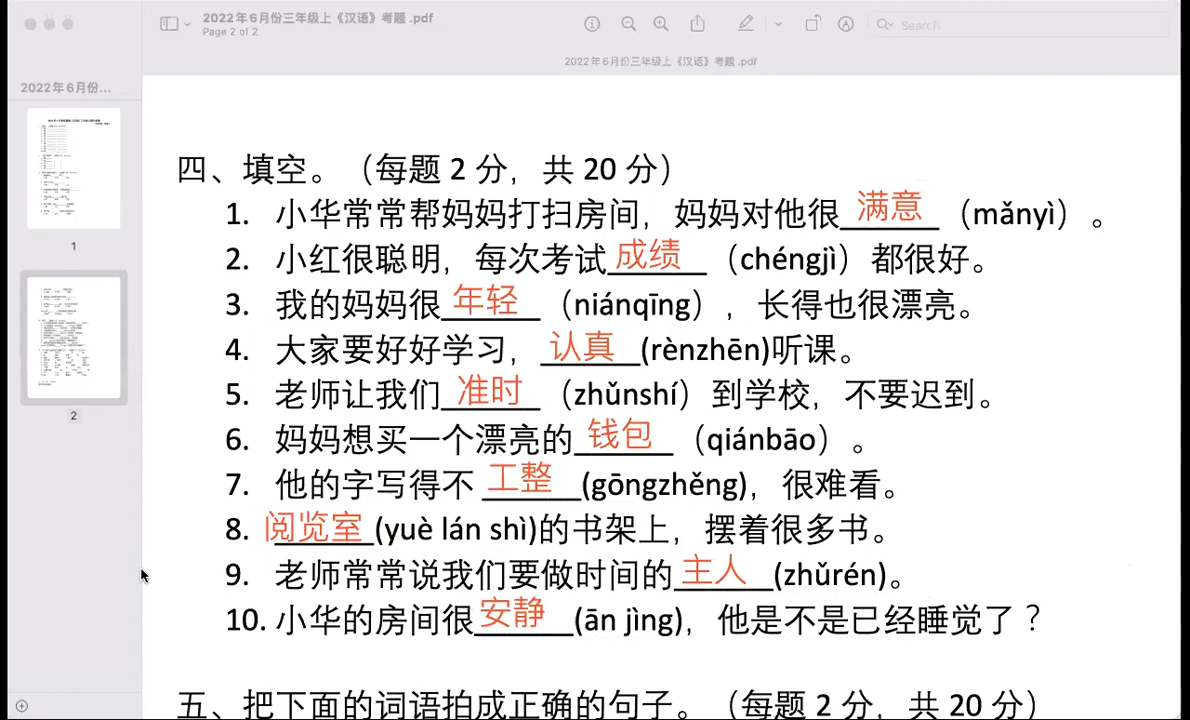 2022年6月份三年级上《汉语》考题.pdf
Page 2 of 2
Search
2022年6月份三年级上《汉语》考题.pdf
2022年6月份...
1
2
四、填空。（每题 2 分，共 20 分）
1. 小华常常帮妈妈打扫房间，妈妈对他很 满意 （mǎnyì）。
2. 小红很聪明，每次考试 成绩 （chéngjì）都很好。
3. 我的妈妈很 年轻 （niánqīng），长得也很漂亮。
4. 大家要好好学习， 认真 (rènzhēn)听课。
5. 老师让我们 准时 （zhǔnshí）到学校，不要迟到。
6. 妈妈想买一个漂亮的 钱包 （qiánbāo）。
7. 他的字写得不 工整 (gōngzhěng)，很难看。
8. 阅览室 (yuè lán shì)的书架上，摆着很多书。
9. 老师常常说我们要做时间的 主人 (zhǔrén)。
10. 小华的房间很 安静 (ān jìng)，他是不是已经睡觉了？
五、把下面的词语拍成正确的句子。（每题 2 分，共 20 分）